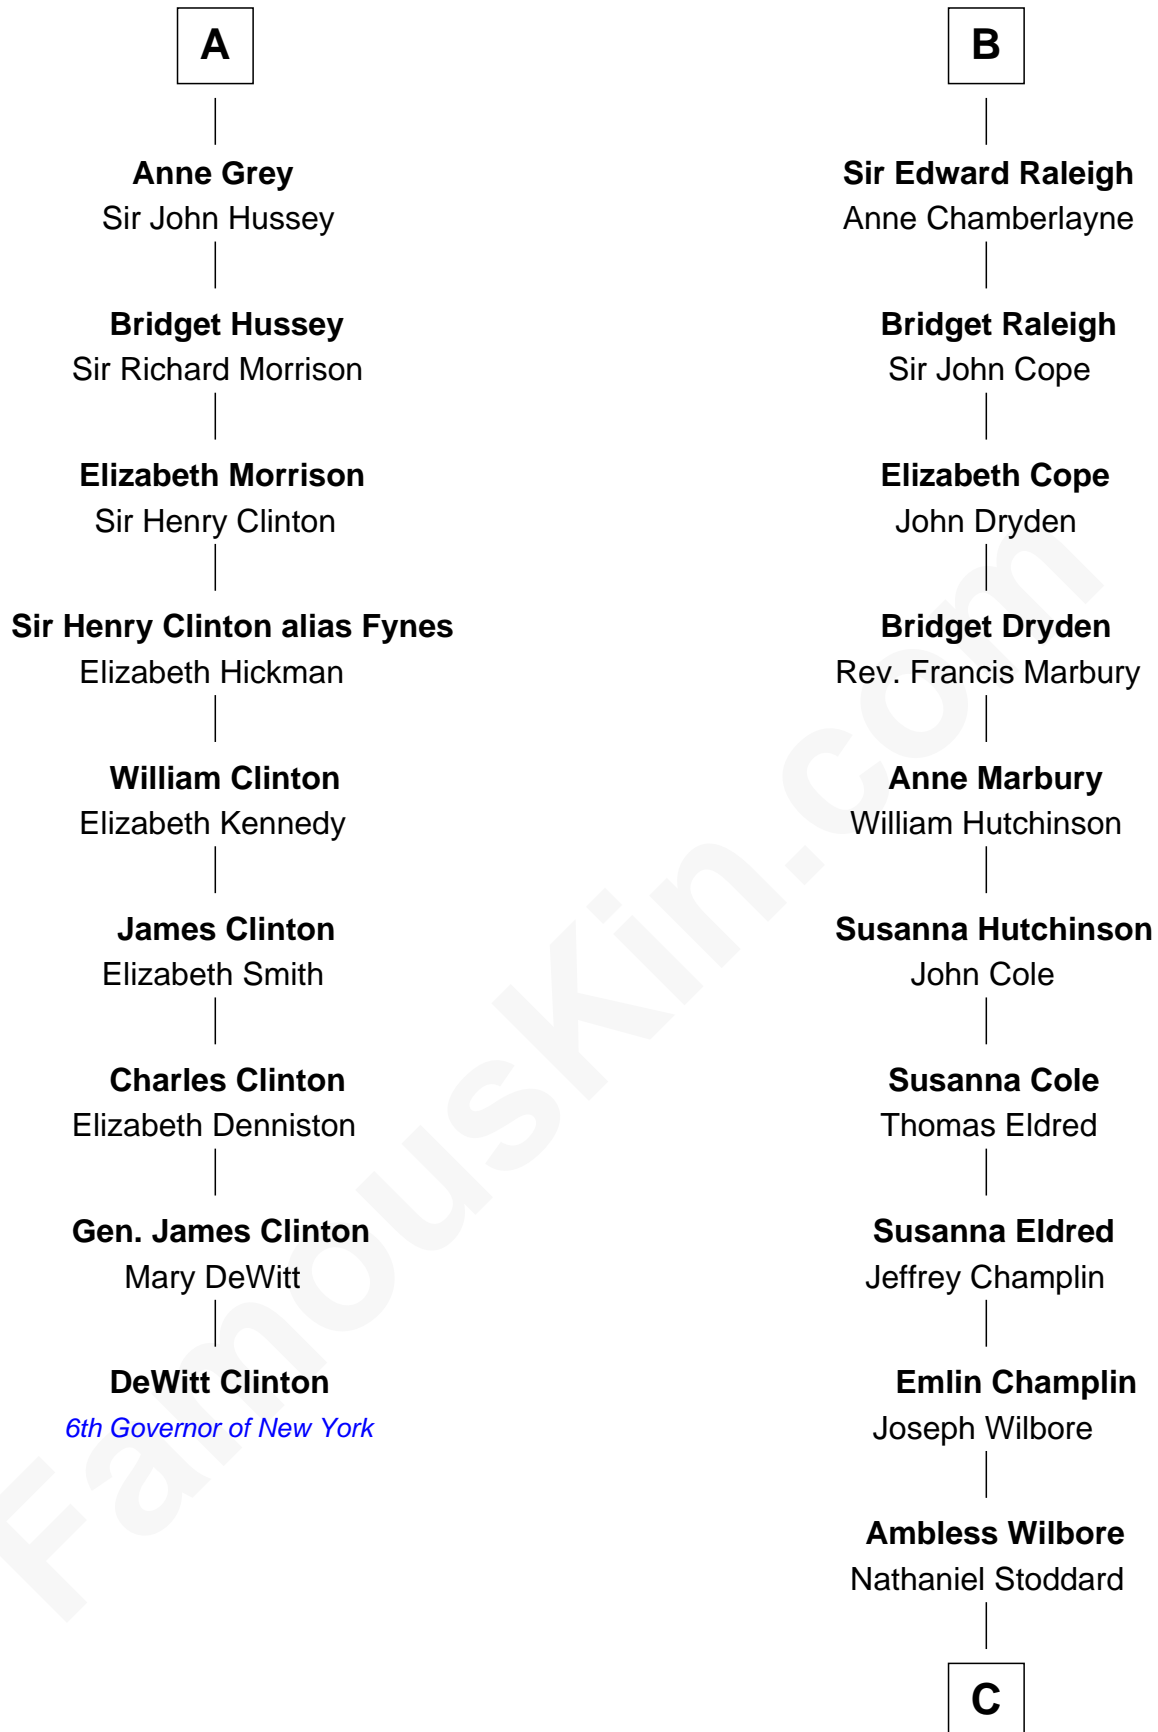 A
Anne Grey
Sir John Hussey
Bridget Hussey
Sir Richard Morrison
Elizabeth Morrison
Sir Henry Clinton
Sir Henry Clinton alias Fynes
Elizabeth Hickman
William Clinton
Elizabeth Kennedy
James Clinton
Elizabeth Smith
Charles Clinton
Elizabeth Denniston
Gen. James Clinton
Mary DeWitt
DeWitt Clinton
6th Governor of New York
B
Sir Edward Raleigh
Anne Chamberlayne
Bridget Raleigh
Sir John Cope
Elizabeth Cope
John Dryden
Bridget Dryden
Rev. Francis Marbury
Anne Marbury
William Hutchinson
Susanna Hutchinson
John Cole
Susanna Cole
Thomas Eldred
Susanna Eldred
Jeffrey Champlin
Emlin Champlin
Joseph Wilbore
Ambless Wilbore
Nathaniel Stoddard
C
FamousKin.com